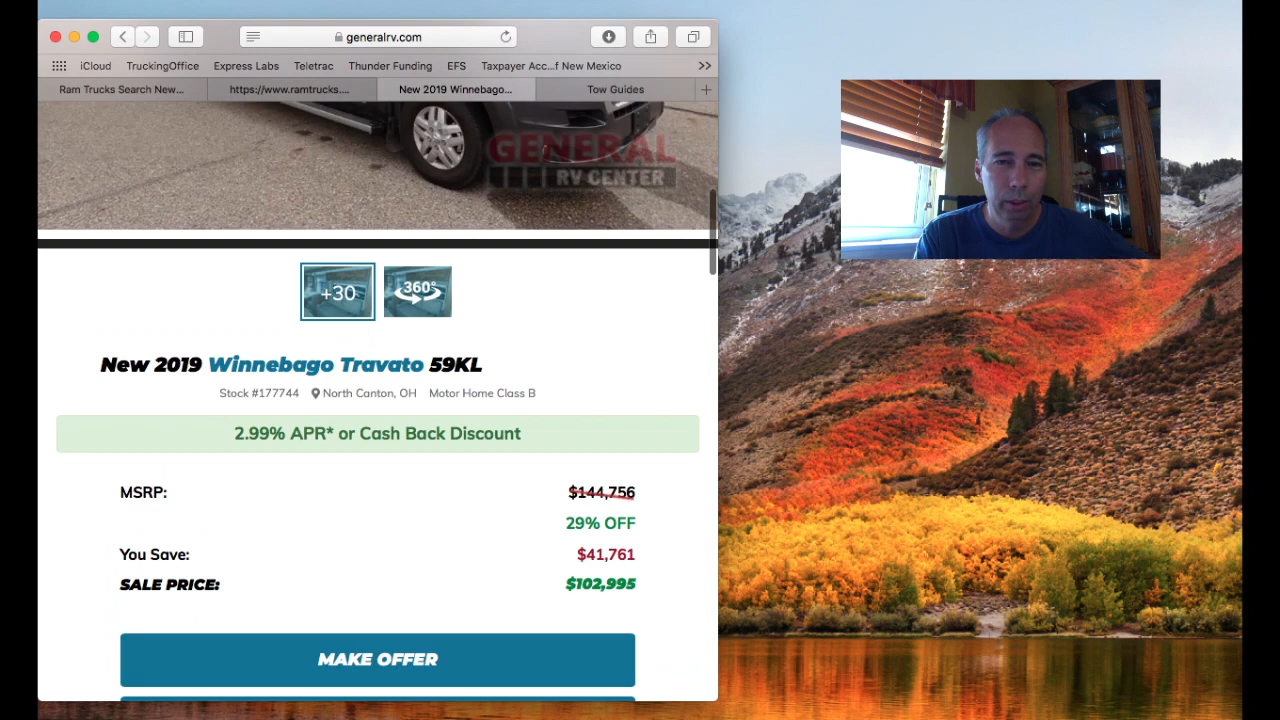 generalrv.com
iCloud TruckingOffice Express Labs Teletrac Thunder Funding EFS Taxpayer Acc...f New Mexico >>
Ram Trucks Search New... https://www.ramtrucks.... New 2019 Winnebago... Tow Guides +
GENERAL
RV CENTER
+30 360°
New 2019 Winnebago Travato 59KL
Stock #177744 North Canton, OH Motor Home Class B
2.99% APR* or Cash Back Discount
MSRP: $144,756
29% OFF
You Save: $41,761
SALE PRICE: $102,995
MAKE OFFER